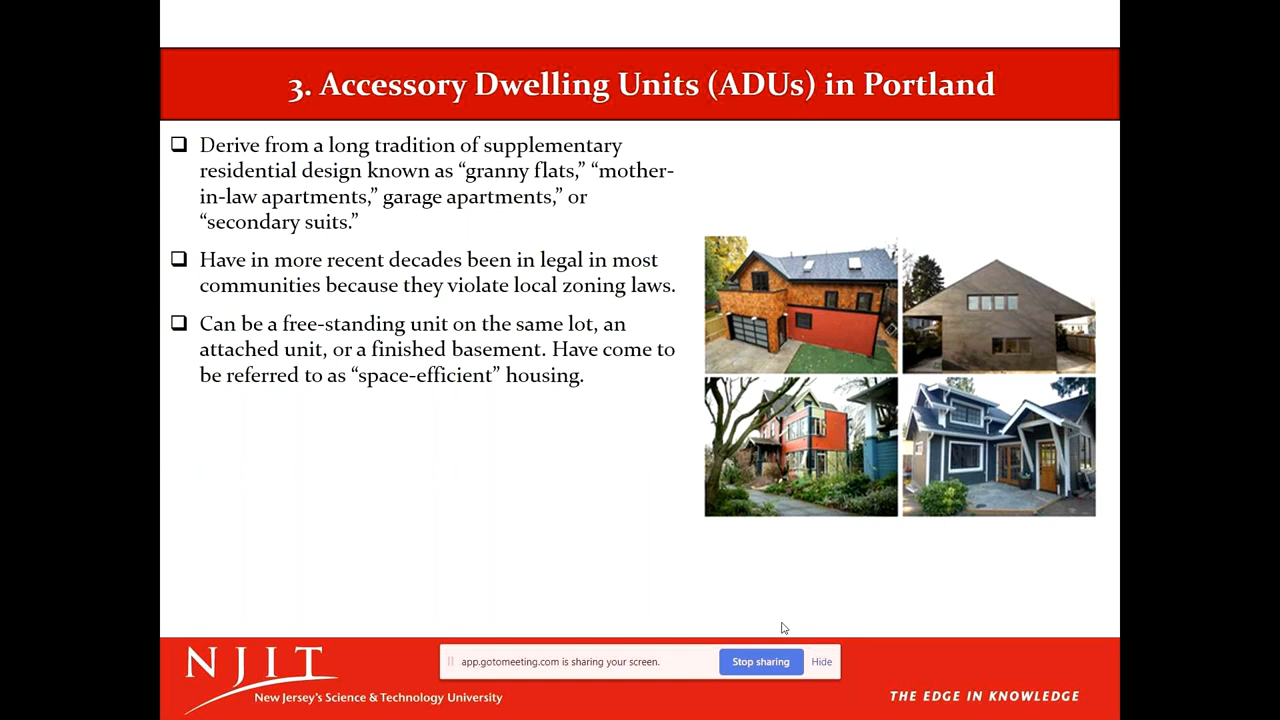 3. Accessory Dwelling Units (ADUs) in Portland
Derive from a long tradition of supplementary
residential design known as “granny flats,” “mother-
in-law apartments,” garage apartments,” or
“secondary suits.”
Have in more recent decades been in legal in most
communities because they violate local zoning laws.
Can be a free-standing unit on the same lot, an
attached unit, or a finished basement. Have come to
be referred to as “space-efficient” housing.
NJIT
New Jersey's Science & Technology University
app.gotomeeting.com is sharing your screen.
Stop sharing
Hide
THE EDGE IN KNOWLEDGE